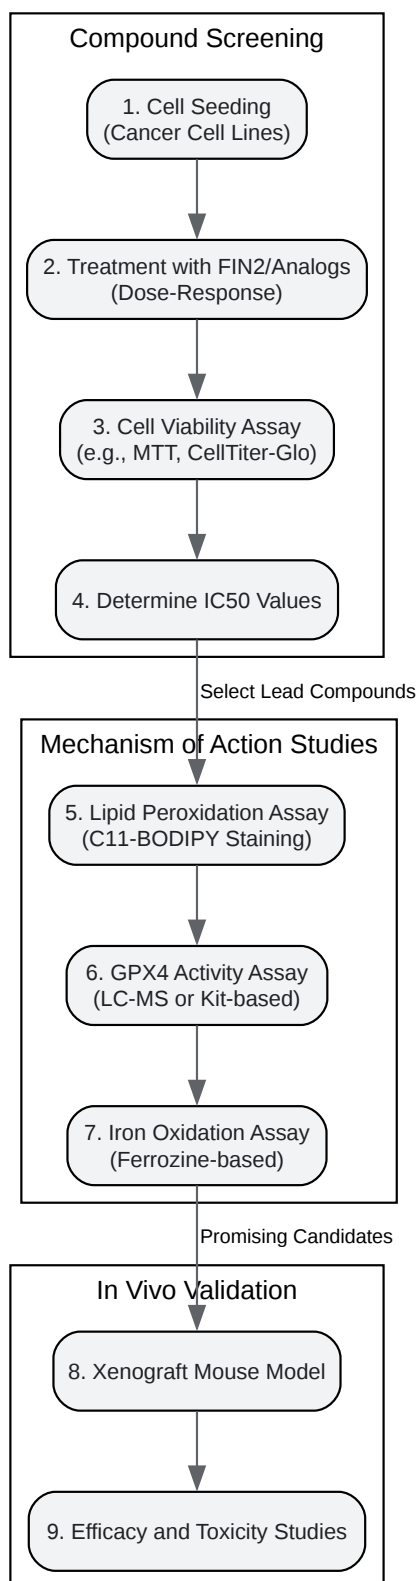 Compound Screening
1. Cell Seeding
(Cancer Cell Lines)
2. Treatment with FIN2/Analogs
(Dose-Response)
3. Cell Viability Assay
(e.g., MTT, CellTiter-Glo)
4. Determine IC50 Values
Select Lead Compounds
Mechanism of Action Studies
5. Lipid Peroxidation Assay
(C11-BODIPY Staining)
6. GPX4 Activity Assay
(LC-MS or Kit-based)
7. Iron Oxidation Assay
(Ferrozine-based)
Promising Candidates
In Vivo Validation
8. Xenograft Mouse Model
9. Efficacy and Toxicity Studies